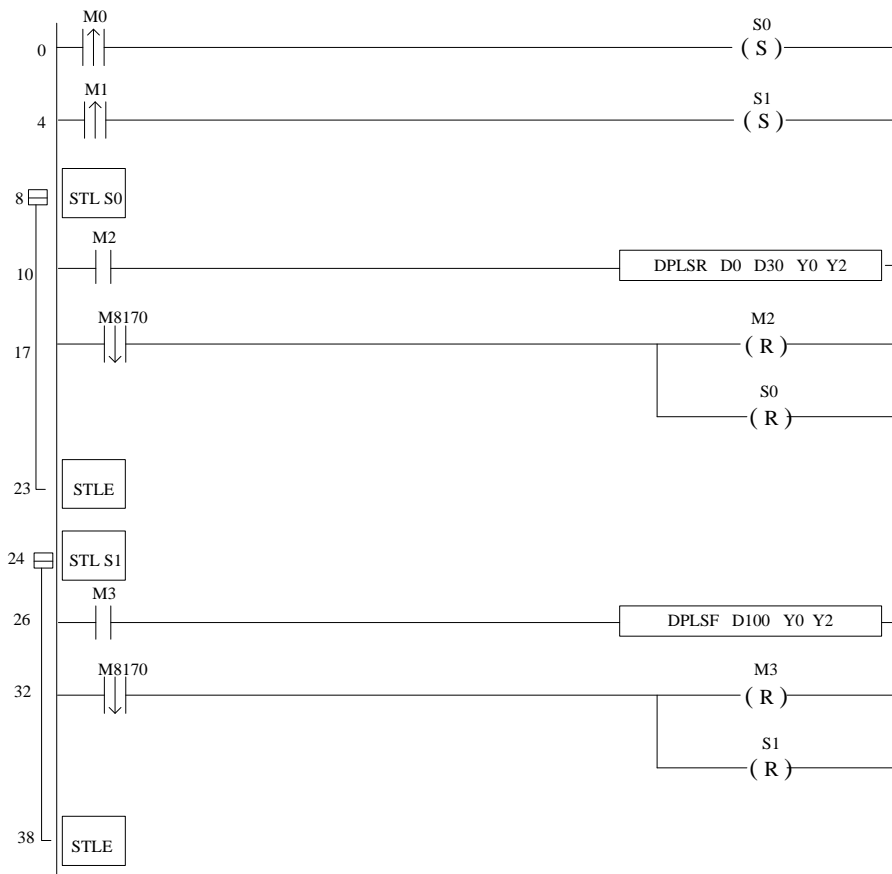 M0
S0
0
( S )
M1
S1
4
( S )
8
STL S0
M2
10
DPLSR D0 D30 Y0 Y2
M8170
M2
17
( R )
S0
( R )
23
STLE
24
STL S1
M3
26
DPLSF D100 Y0 Y2
M8170
M3
32
( R )
S1
( R )
38
STLE